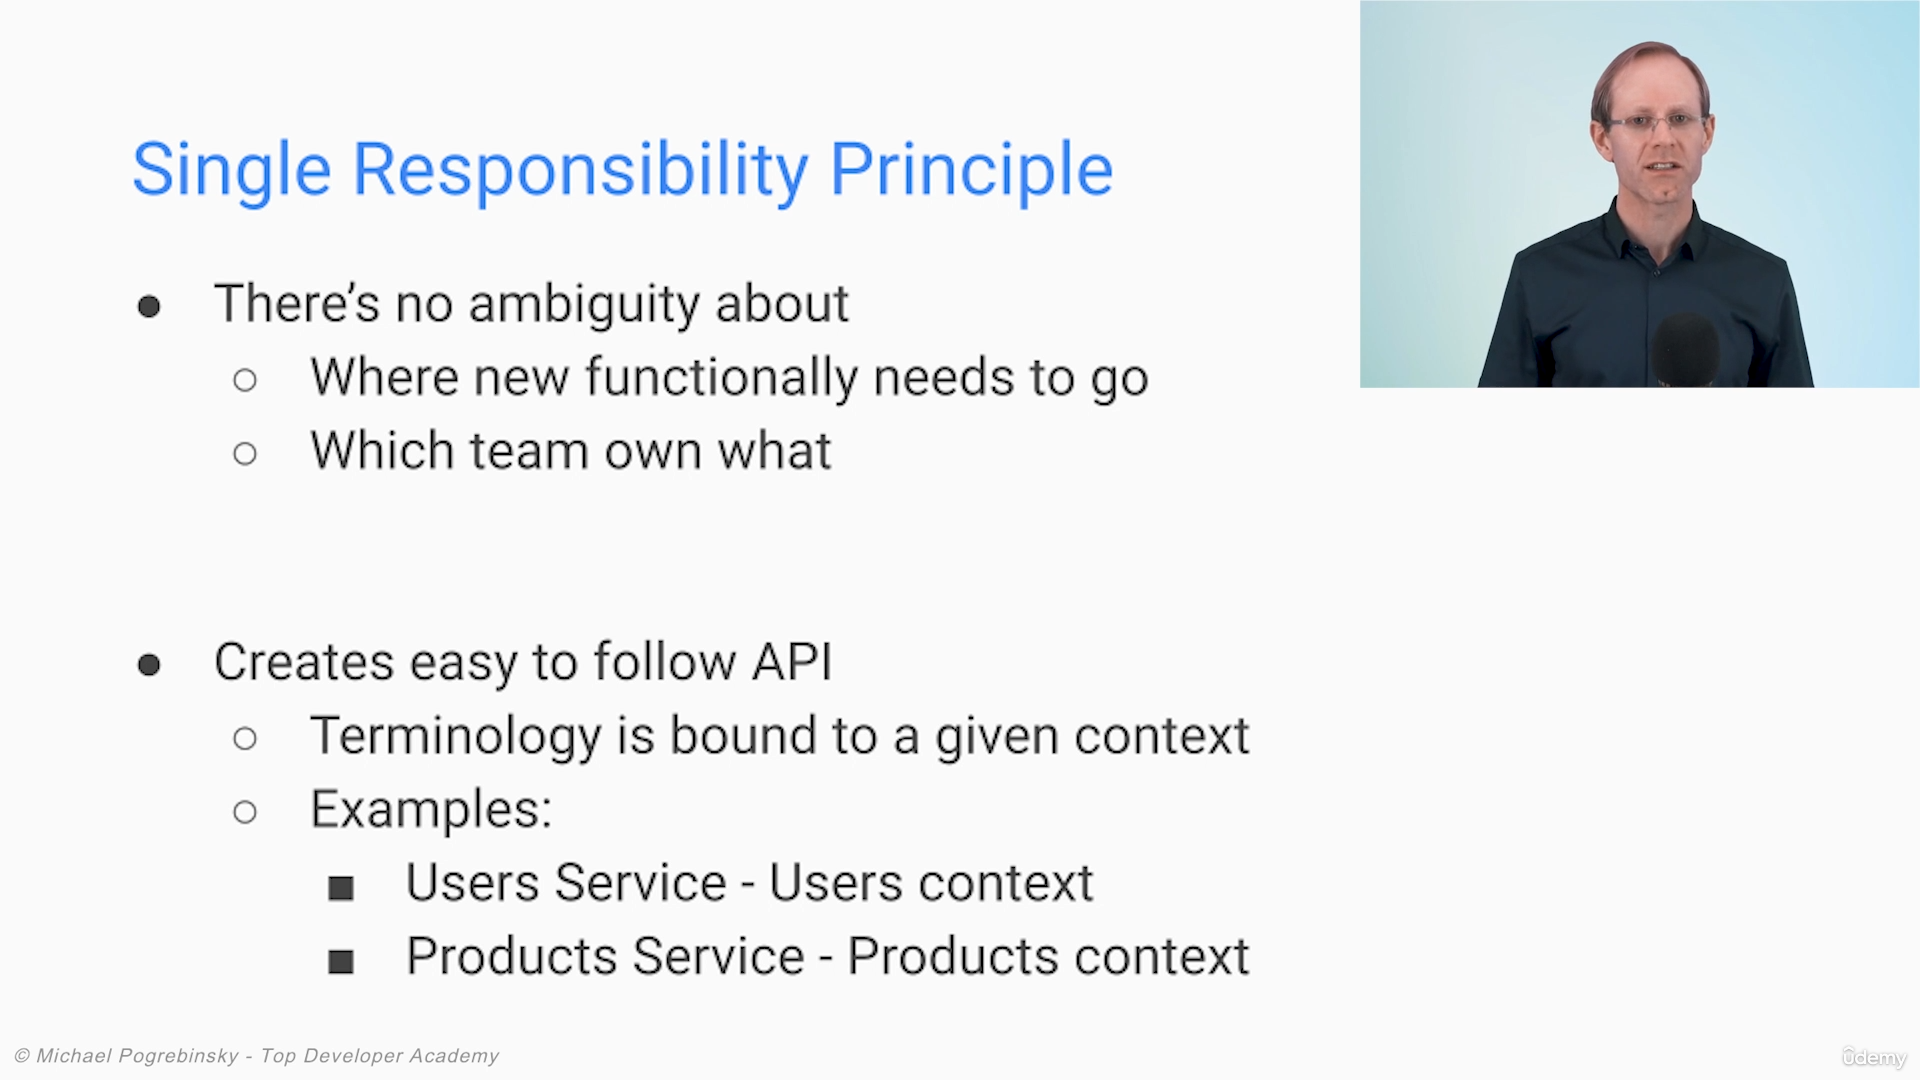 Single Responsibility Principle
● There’s no ambiguity about
○ Where new functionally needs to go
○ Which team own what
● Creates easy to follow API
○ Terminology is bound to a given context
○ Examples:
■ Users Service - Users context
■ Products Service - Products context
© Michael Pogrebinsky - Top Developer Academy
ûdemy